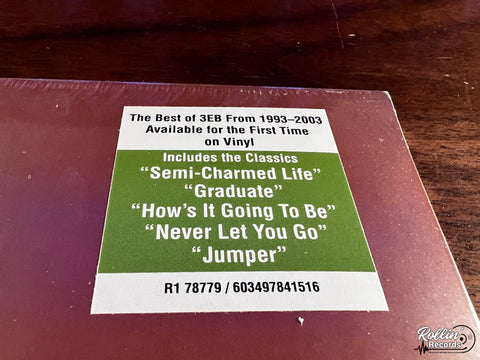 The Best of 3EB From 1993–2003
Available for the First Time
on Vinyl
Includes the Classics
“Semi-Charmed Life”
“Graduate”
“How's It Going To Be”
“Never Let You Go”
“Jumper”
R1 78779 / 603497841516
Rollin'
Records